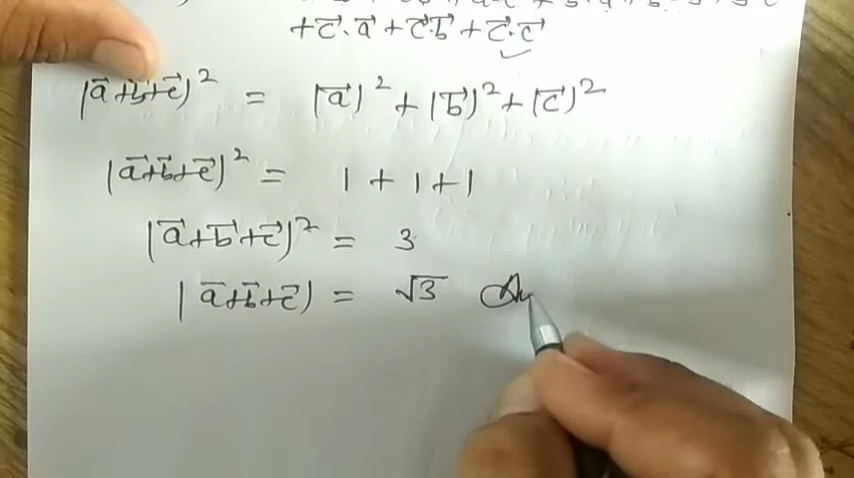 + c⃗. a⃗ + c⃗.b⃗ + c⃗. c⃗
|a⃗+b⃗+c⃗|² = |a⃗|² + |b⃗|² + |c⃗|²
|a⃗+b⃗+c⃗|² = 1 + 1 + 1
|a⃗+b⃗+c⃗|² = 3
|a⃗+b⃗+c⃗| = √3